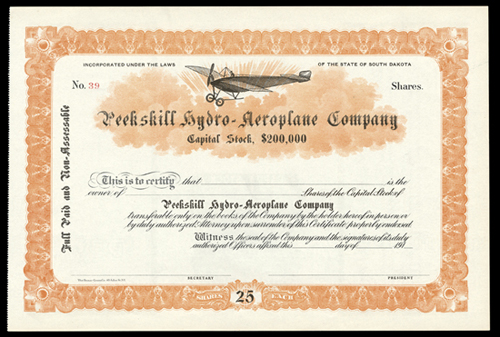 INCORPORATED UNDER THE LAWS OF THE STATE OF SOUTH DAKOTA
No. 39 Shares.
Peekskill Hydro-Aeroplane Company
Capital Stock, $200,000
Full Paid and Non-Assessable
This is to certify that is the
owner of Shares of the Capital Stock of
Peekskill Hydro-Aeroplane Company
transferable only on the books of the Company by the holder hereof in person or
by duly authorized Attorney upon surrender of this Certificate properly endorsed.
Witness the seal of the Company and the signatures of its duly
authorized Officers affixed this day of 191
SECRETARY PRESIDENT
SHARES 25 EACH